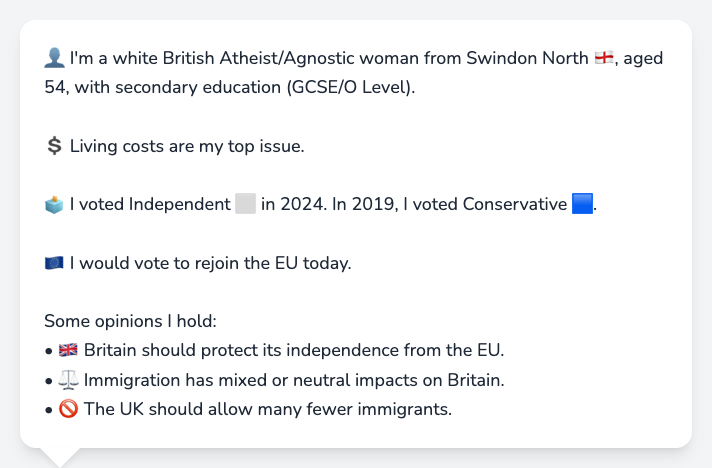 👤 I'm a white British Atheist/Agnostic woman from Swindon North 🏴󠁧󠁢󠁥󠁮󠁧󠁿, aged
54, with secondary education (GCSE/O Level).
💲 Living costs are my top issue.
🗳️ I voted Independent ⬜ in 2024. In 2019, I voted Conservative 🟦.
🇪🇺 I would vote to rejoin the EU today.
Some opinions I hold:
• 🇬🇧 Britain should protect its independence from the EU.
• ⚖️ Immigration has mixed or neutral impacts on Britain.
• 🚫 The UK should allow many fewer immigrants.